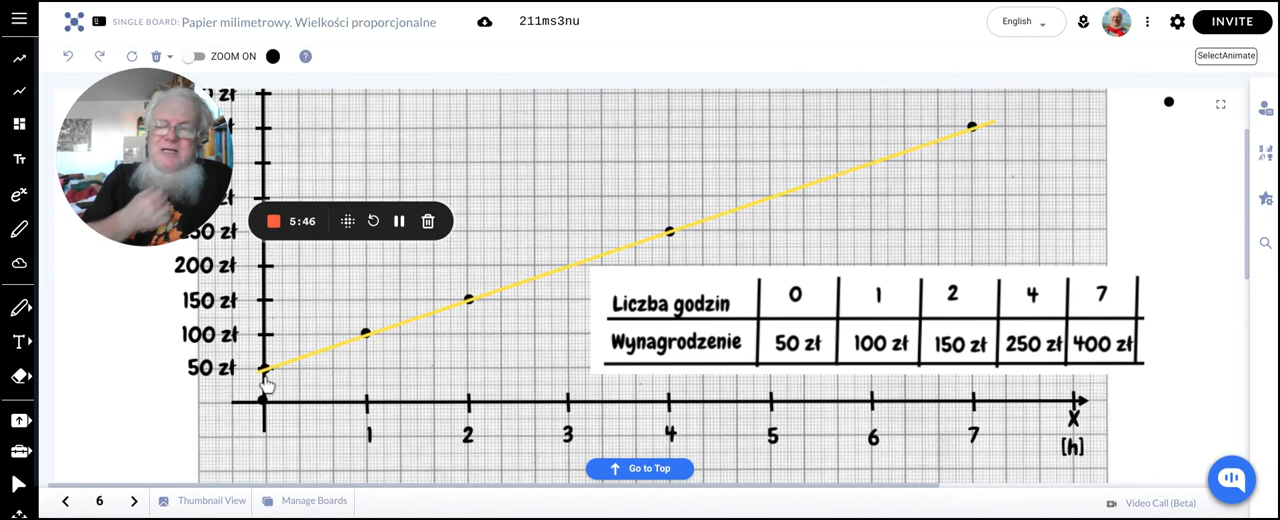 SINGLE BOARD: Papier milimetrowy. Wielkości proporcjonalne
211ms3nu
English
INVITE
ZOOM ON
SelectAnimate
5:46
200 zł
150 zł
100 zł
50 zł
Liczba godzin 0 1 2 4 7
Wynagrodzenie 50 zł 100 zł 150 zł 250 zł 400 zł
1 2 3 4 5 6 7 X
[h]
Go to Top
6
Thumbnail View
Manage Boards
Video Call (Beta)